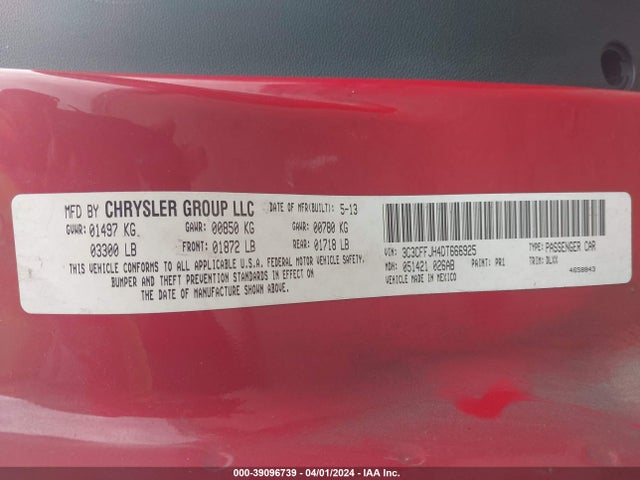 MFD BY CHRYSLER GROUP LLC DATE OF MFR(BUILT): 5-13
GVWR: 01497 KG GAWR: 00850 KG GAWR: 00780 KG
03300 LB FRONT: 01872 LB REAR: 01718 LB
THIS VEHICLE CONFORMS TO ALL APPLICABLE U.S.A. FEDERAL MOTOR VEHICLE SAFETY,
BUMPER AND THEFT PREVENTION STANDARDS IN EFFECT ON
THE DATE OF MANUFACTURE SHOWN ABOVE.
VIN: 3C3CFFJH4DT666925 TYPE: PASSENGER CAR
MDH: 051421 026AB PAINT: PR1 TRIM: DLXX
VEHICLE MADE IN MEXICO 4658043
000-39096739 / 04/01/2024 / IAA Inc.